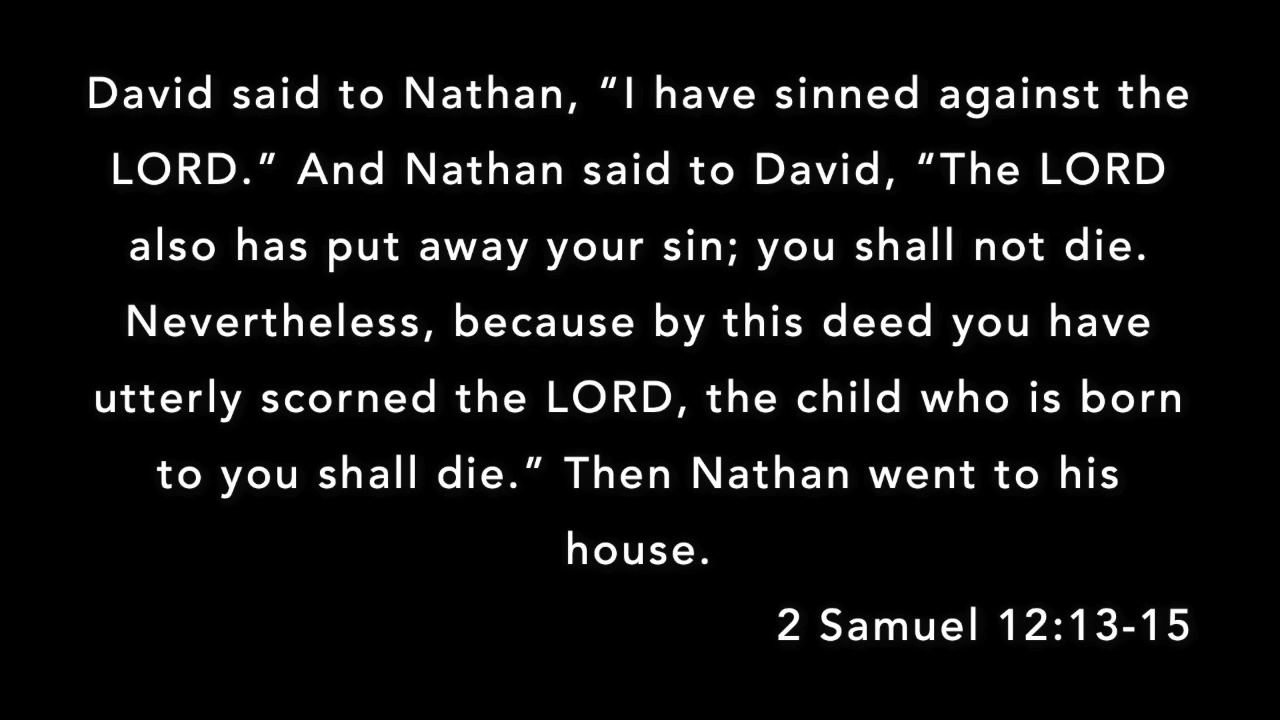 David said to Nathan, “I have sinned against the
LORD.” And Nathan said to David, “The LORD
also has put away your sin; you shall not die.
Nevertheless, because by this deed you have
utterly scorned the LORD, the child who is born
to you shall die.” Then Nathan went to his
house.
2 Samuel 12:13-15